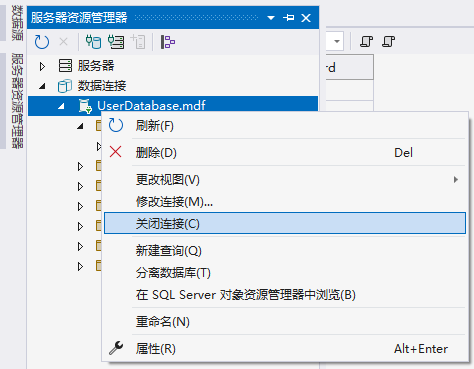 数据源
服务器资源管理器
服务器资源管理器
服务器
数据连接
UserDatabase.mdf
刷新(F)
删除(D) Del
更改视图(V)
修改连接(M)...
关闭连接(C)
新建查询(Q)
分离数据库(T)
在 SQL Server 对象资源管理器中浏览(B)
重命名(N)
属性(R) Alt+Enter
rd